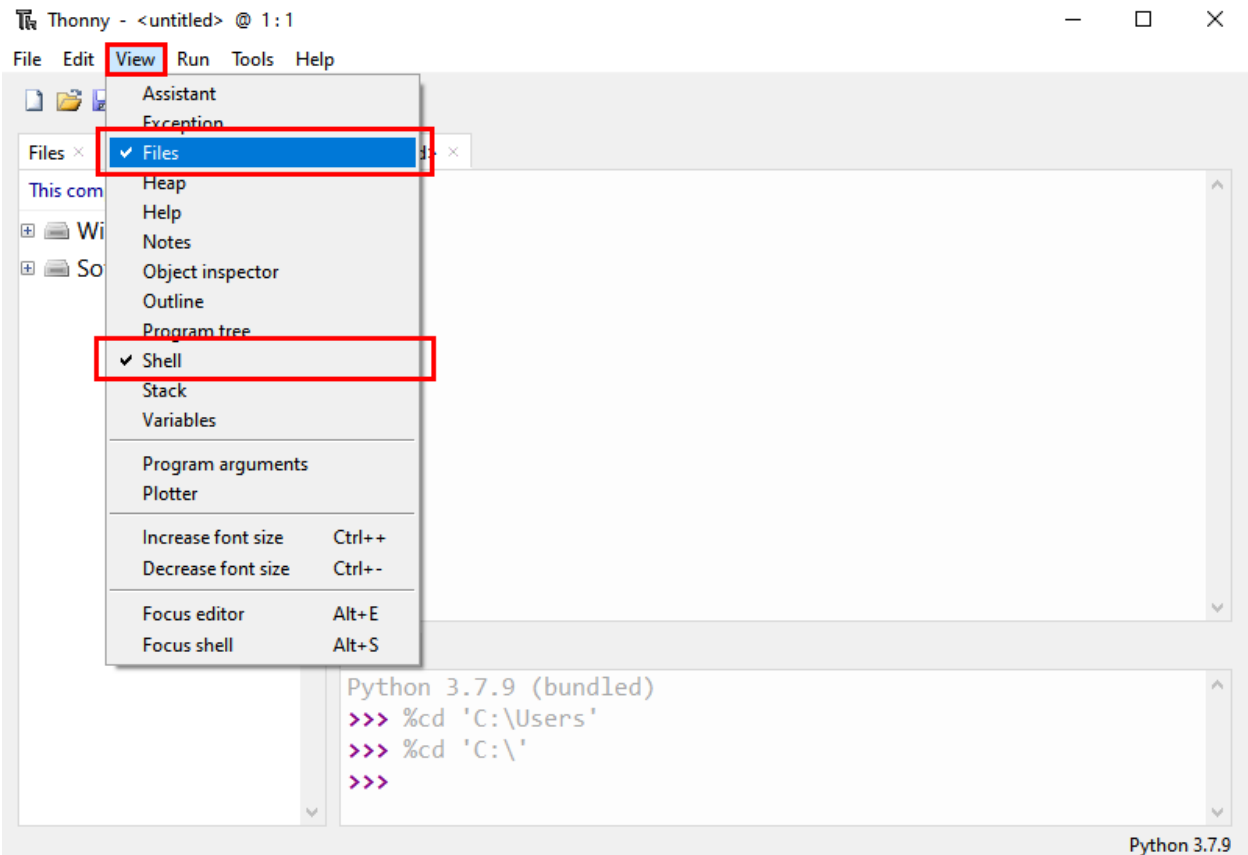 Thonny - <untitled> @ 1:1
File Edit View Run Tools Help
Assistant
Exception
Files
Files
This com
Heap
Wi
Help
Notes
So
Object inspector
Outline
Program tree
Shell
Stack
Variables
Program arguments
Plotter
Increase font size Ctrl++
Decrease font size Ctrl+-
Focus editor Alt+E
Focus shell Alt+S
Python 3.7.9 (bundled)
>>> %cd 'C:\Users'
>>> %cd 'C:\'
>>>
Python 3.7.9